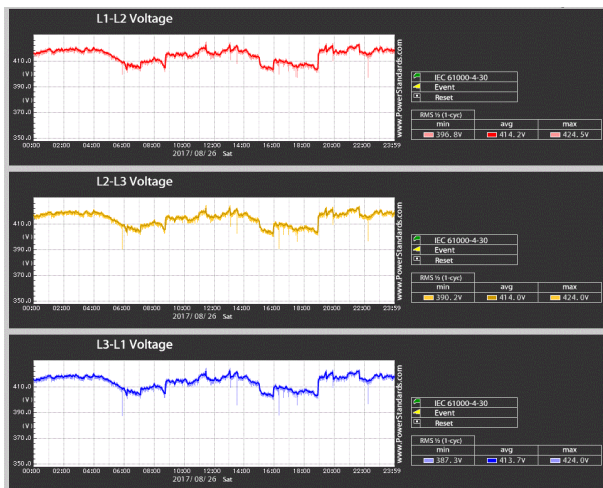 L1-L2 Voltage
410.0
(V)
390.0
(V)
370.0
(V)
350.0
00:00 02:00 04:00 06:00 08:00 10:00 12:00 14:00 16:00 18:00 20:00 22:00 23:59
2017/ 08/ 26 Sat
www.PowerStandards.com
IEC 61000-4-30
Event
Reset
RMS ½ (1-cyc)
min avg max
396.8V 414.2V 424.5V
L2-L3 Voltage
410.0
(V)
390.0
(V)
370.0
(V)
350.0
00:00 02:00 04:00 06:00 08:00 10:00 12:00 14:00 16:00 18:00 20:00 22:00 23:59
2017/ 08/ 26 Sat
www.PowerStandards.com
IEC 61000-4-30
Event
Reset
RMS ½ (1-cyc)
min avg max
390.2V 414.0V 424.0V
L3-L1 Voltage
410.0
(V)
390.0
(V)
370.0
(V)
350.0
00:00 02:00 04:00 06:00 08:00 10:00 12:00 14:00 16:00 18:00 20:00 22:00 23:59
2017/ 08/ 26 Sat
www.PowerStandards.com
IEC 61000-4-30
Event
Reset
RMS ½ (1-cyc)
min avg max
387.3V 413.7V 424.0V